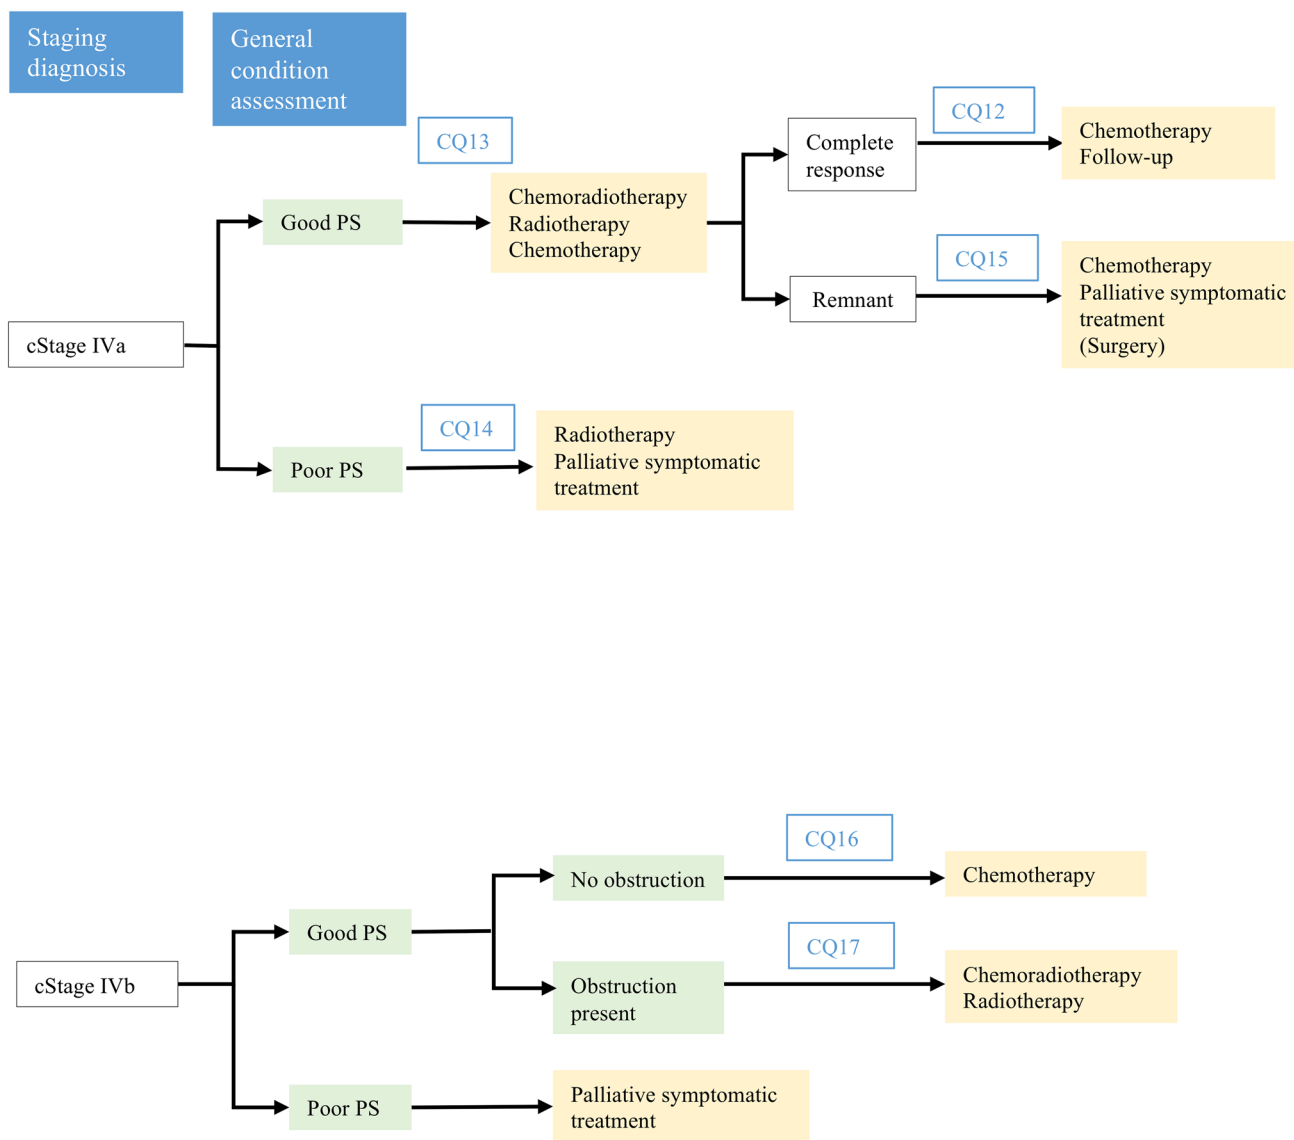 Staging
diagnosis
General
condition
assessment
CQ13
CQ12
Complete
response
Chemotherapy
Follow-up
Good PS
Chemoradiotherapy
Radiotherapy
Chemotherapy
CQ15
Remnant
Chemotherapy
Palliative symptomatic
treatment
(Surgery)
cStage IVa
CQ14
Poor PS
Radiotherapy
Palliative symptomatic
treatment
CQ16
No obstruction
Chemotherapy
Good PS
CQ17
cStage IVb
Obstruction
present
Chemoradiotherapy
Radiotherapy
Poor PS
Palliative symptomatic
treatment